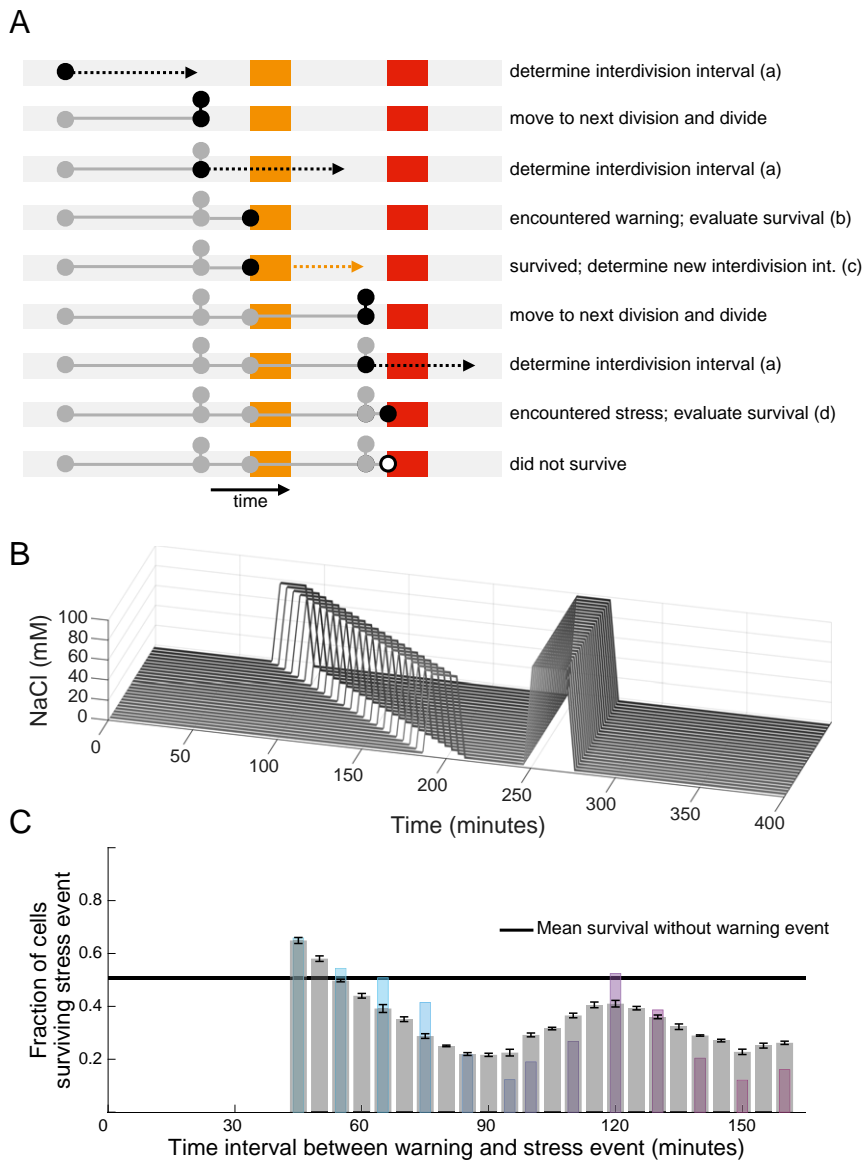 A
determine interdivision interval (a)
move to next division and divide
determine interdivision interval (a)
encountered warning; evaluate survival (b)
survived; determine new interdivision int. (c)
move to next division and divide
determine interdivision interval (a)
encountered stress; evaluate survival (d)
did not survive
time
B
100
80
60
40
20
0
NaCl (mM)
0
50
100
150
200
250
300
350
400
Time (minutes)
C
0.8
0.6
0.4
0.2
Fraction of cells
surviving stress event
Mean survival without warning event
0
30
60
90
120
150
Time interval between warning and stress event (minutes)